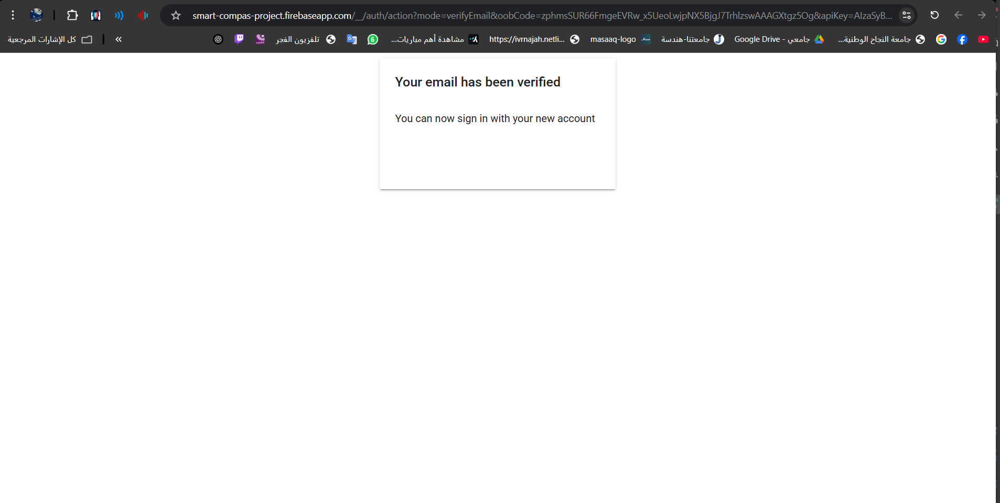 smart-compas-project.firebaseapp.com/__/auth/action?mode=verifyEmail&oobCode=zphmsSUR66FmgeEVRw_x5UeoLwjpNX5BjgJ7TrhlzswAAAGXtgz5Og&apiKey=AIzaSyB...
جامعة النجاح الوطنية...
جامعي - Google Drive
جامعتنا-هندسة
masaaq-logo
https://ivrnajah.netli...
مشاهدة أهم مباريات...
6
تلفزيون الفجر
»
كل الإشارات المرجعية
Your email has been verified
You can now sign in with your new account